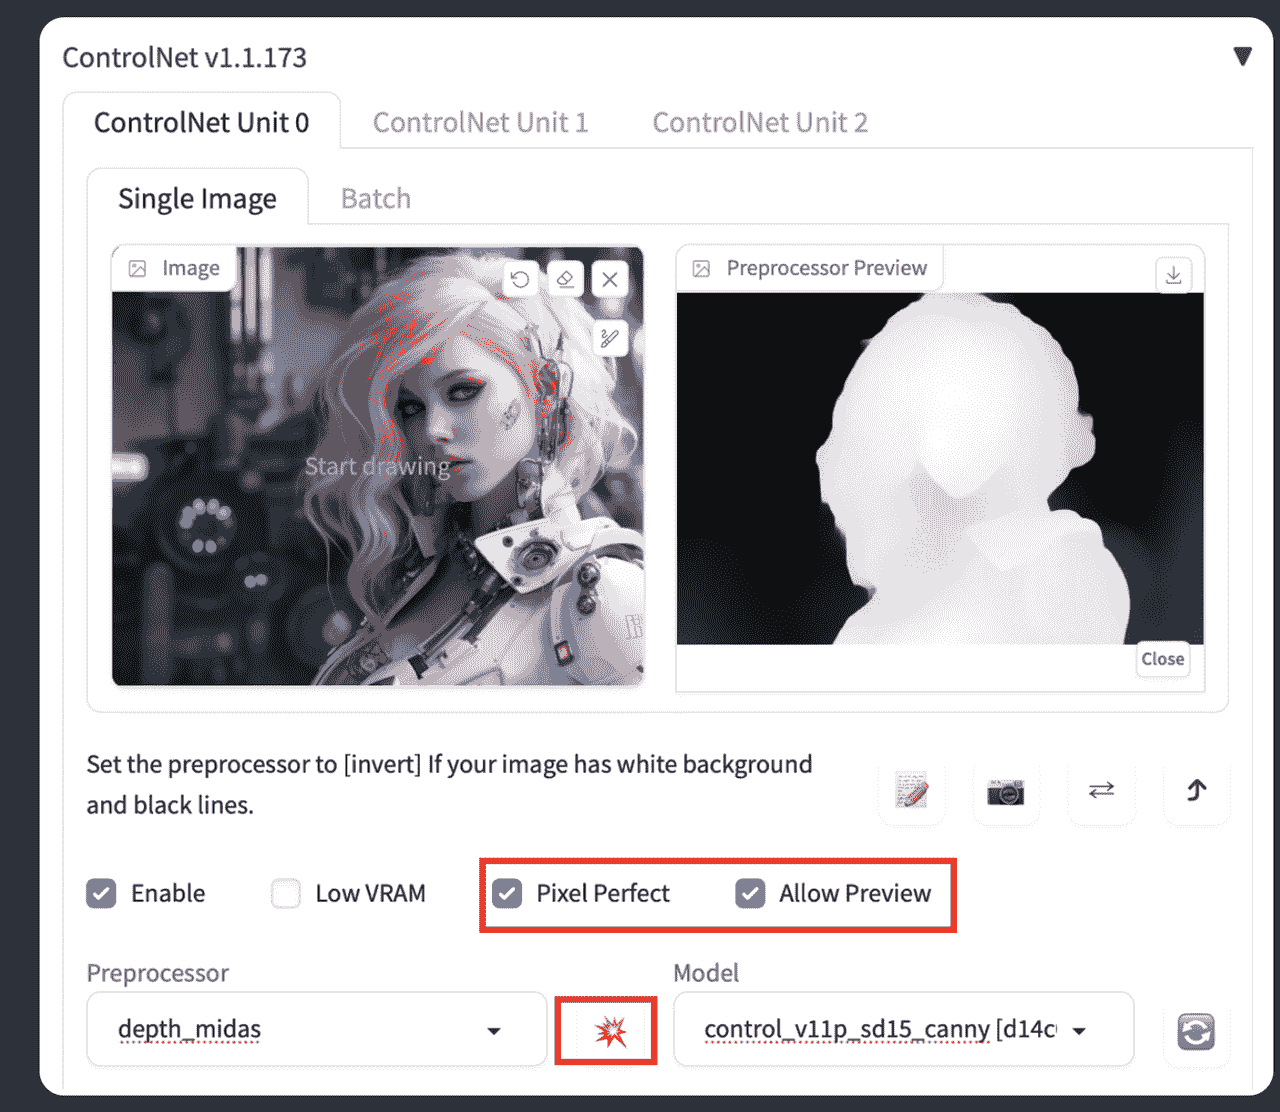 ControlNet v1.1.173
ControlNet Unit 0
ControlNet Unit 1
ControlNet Unit 2
Single Image
Batch
Image
Preprocessor Preview
Start drawing
Close
Set the preprocessor to [invert] If your image has white background
and black lines.
Enable
Low VRAM
Pixel Perfect
Allow Preview
Preprocessor
Model
depth_midas
control_v11p_sd15_canny [d14c